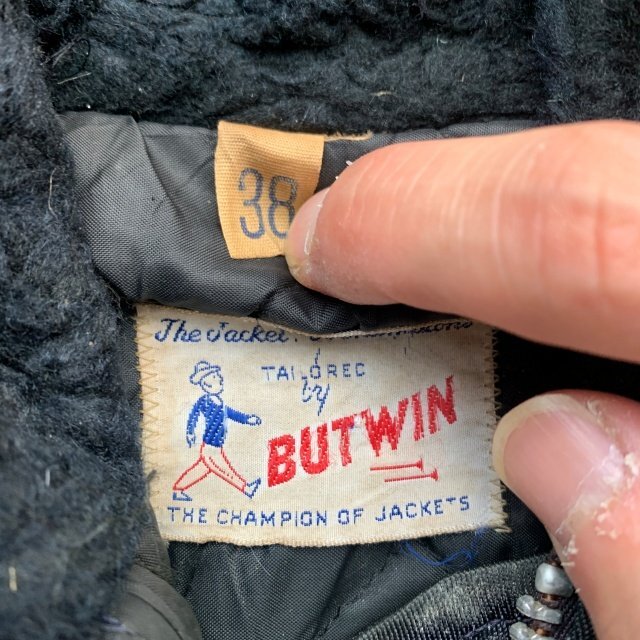 38
The Jacket
TAILORED
by
BUTWIN
THE CHAMPION OF JACKETS